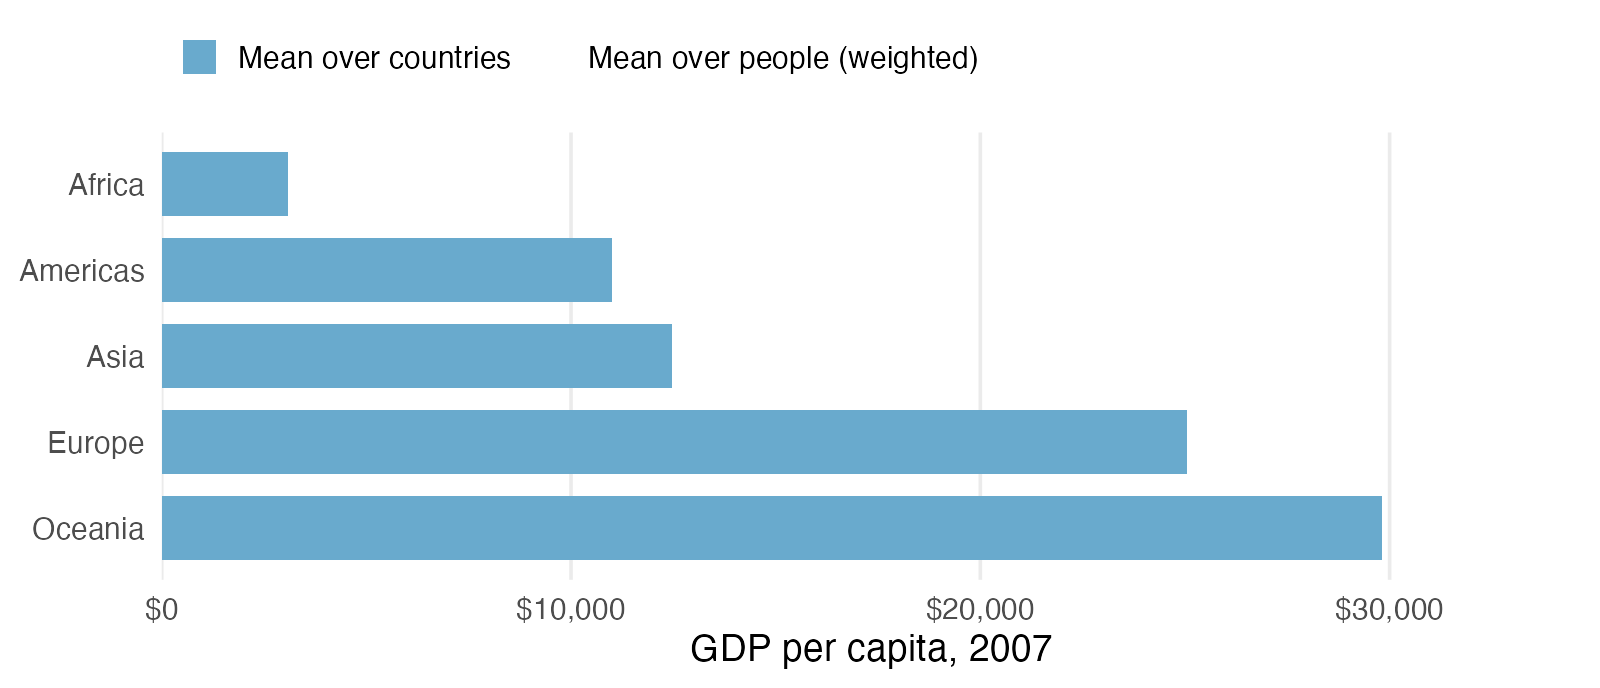 Mean over countries Mean over people (weighted)
Africa
Americas
Asia
Europe
Oceania
$0 $10,000 $20,000 $30,000
GDP per capita, 2007